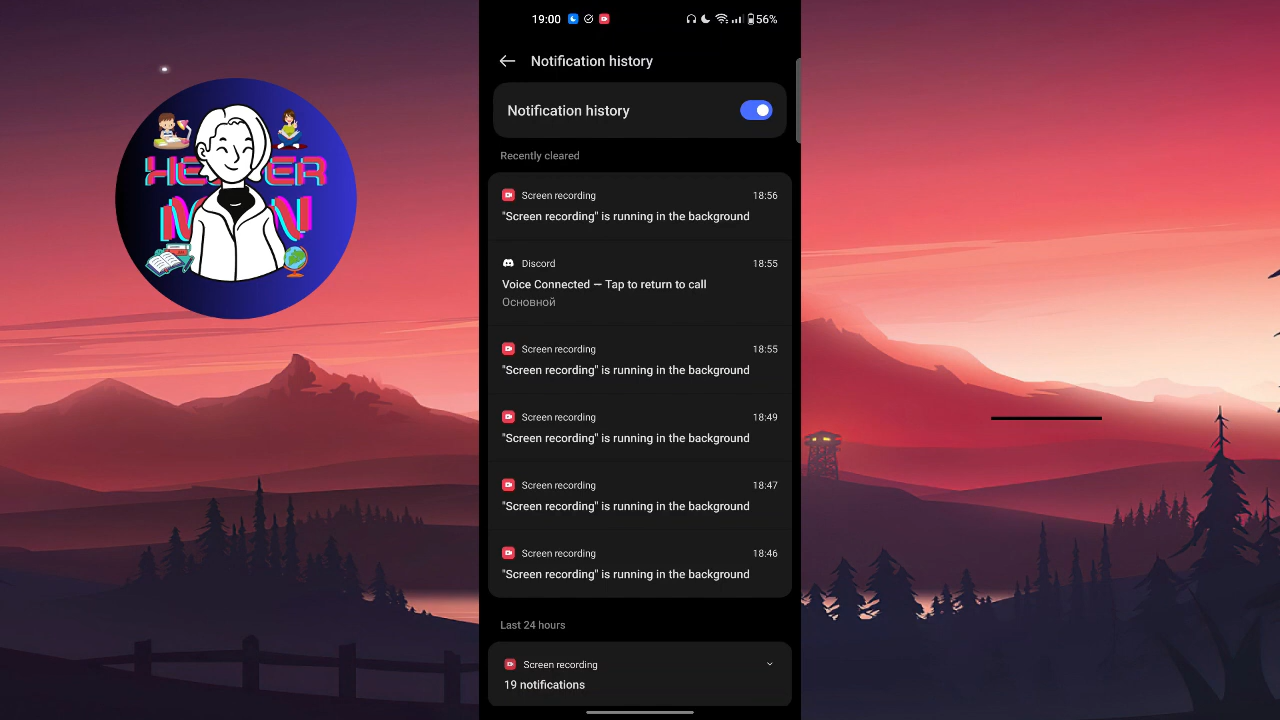 19:00
56%
Notification history
Notification history
Recently cleared
Screen recording 18:56
"Screen recording" is running in the background
Discord 18:55
Voice Connected — Tap to return to call
Основной
Screen recording 18:55
"Screen recording" is running in the background
Screen recording 18:49
"Screen recording" is running in the background
Screen recording 18:47
"Screen recording" is running in the background
Screen recording 18:46
"Screen recording" is running in the background
Last 24 hours
Screen recording
19 notifications